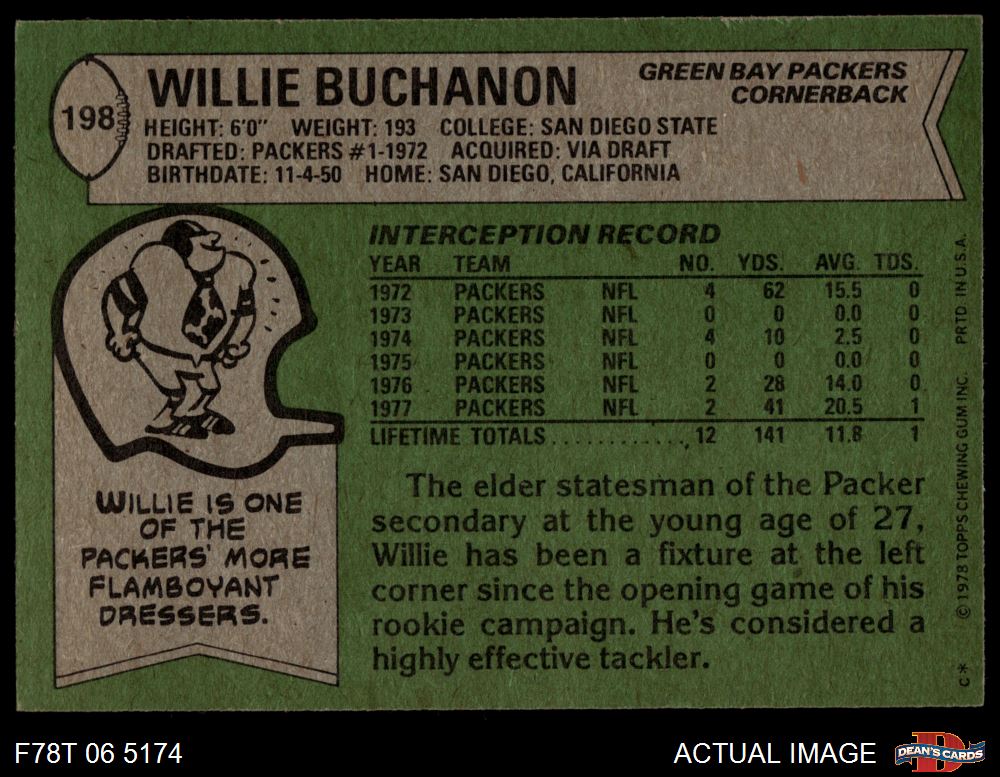 198
WILLIE BUCHANON
GREEN BAY PACKERS
CORNERBACK
HEIGHT: 6'0" WEIGHT: 193 COLLEGE: SAN DIEGO STATE
DRAFTED: PACKERS #1-1972 ACQUIRED: VIA DRAFT
BIRTHDATE: 11-4-50 HOME: SAN DIEGO, CALIFORNIA
INTERCEPTION RECORD
YEAR TEAM NO. YDS. AVG. TDS.
1972 PACKERS NFL 4 62 15.5 0
1973 PACKERS NFL 0 0 0.0 0
1974 PACKERS NFL 4 10 2.5 0
1975 PACKERS NFL 0 0 0.0 0
1976 PACKERS NFL 2 28 14.0 0
1977 PACKERS NFL 2 41 20.5 1
LIFETIME TOTALS............. 12 141 11.8 1
WILLIE IS ONE
OF THE
PACKERS' MORE
FLAMBOYANT
DRESSERS.
The elder statesman of the Packer
secondary at the young age of 27,
Willie has been a fixture at the left
corner since the opening game of his
rookie campaign. He's considered a
highly effective tackler.
C* © 1978 TOPPS CHEWING GUM INC. PRTD. IN U.S.A.
F78T 06 5174
ACTUAL IMAGE
D
DEAN'S CARDS